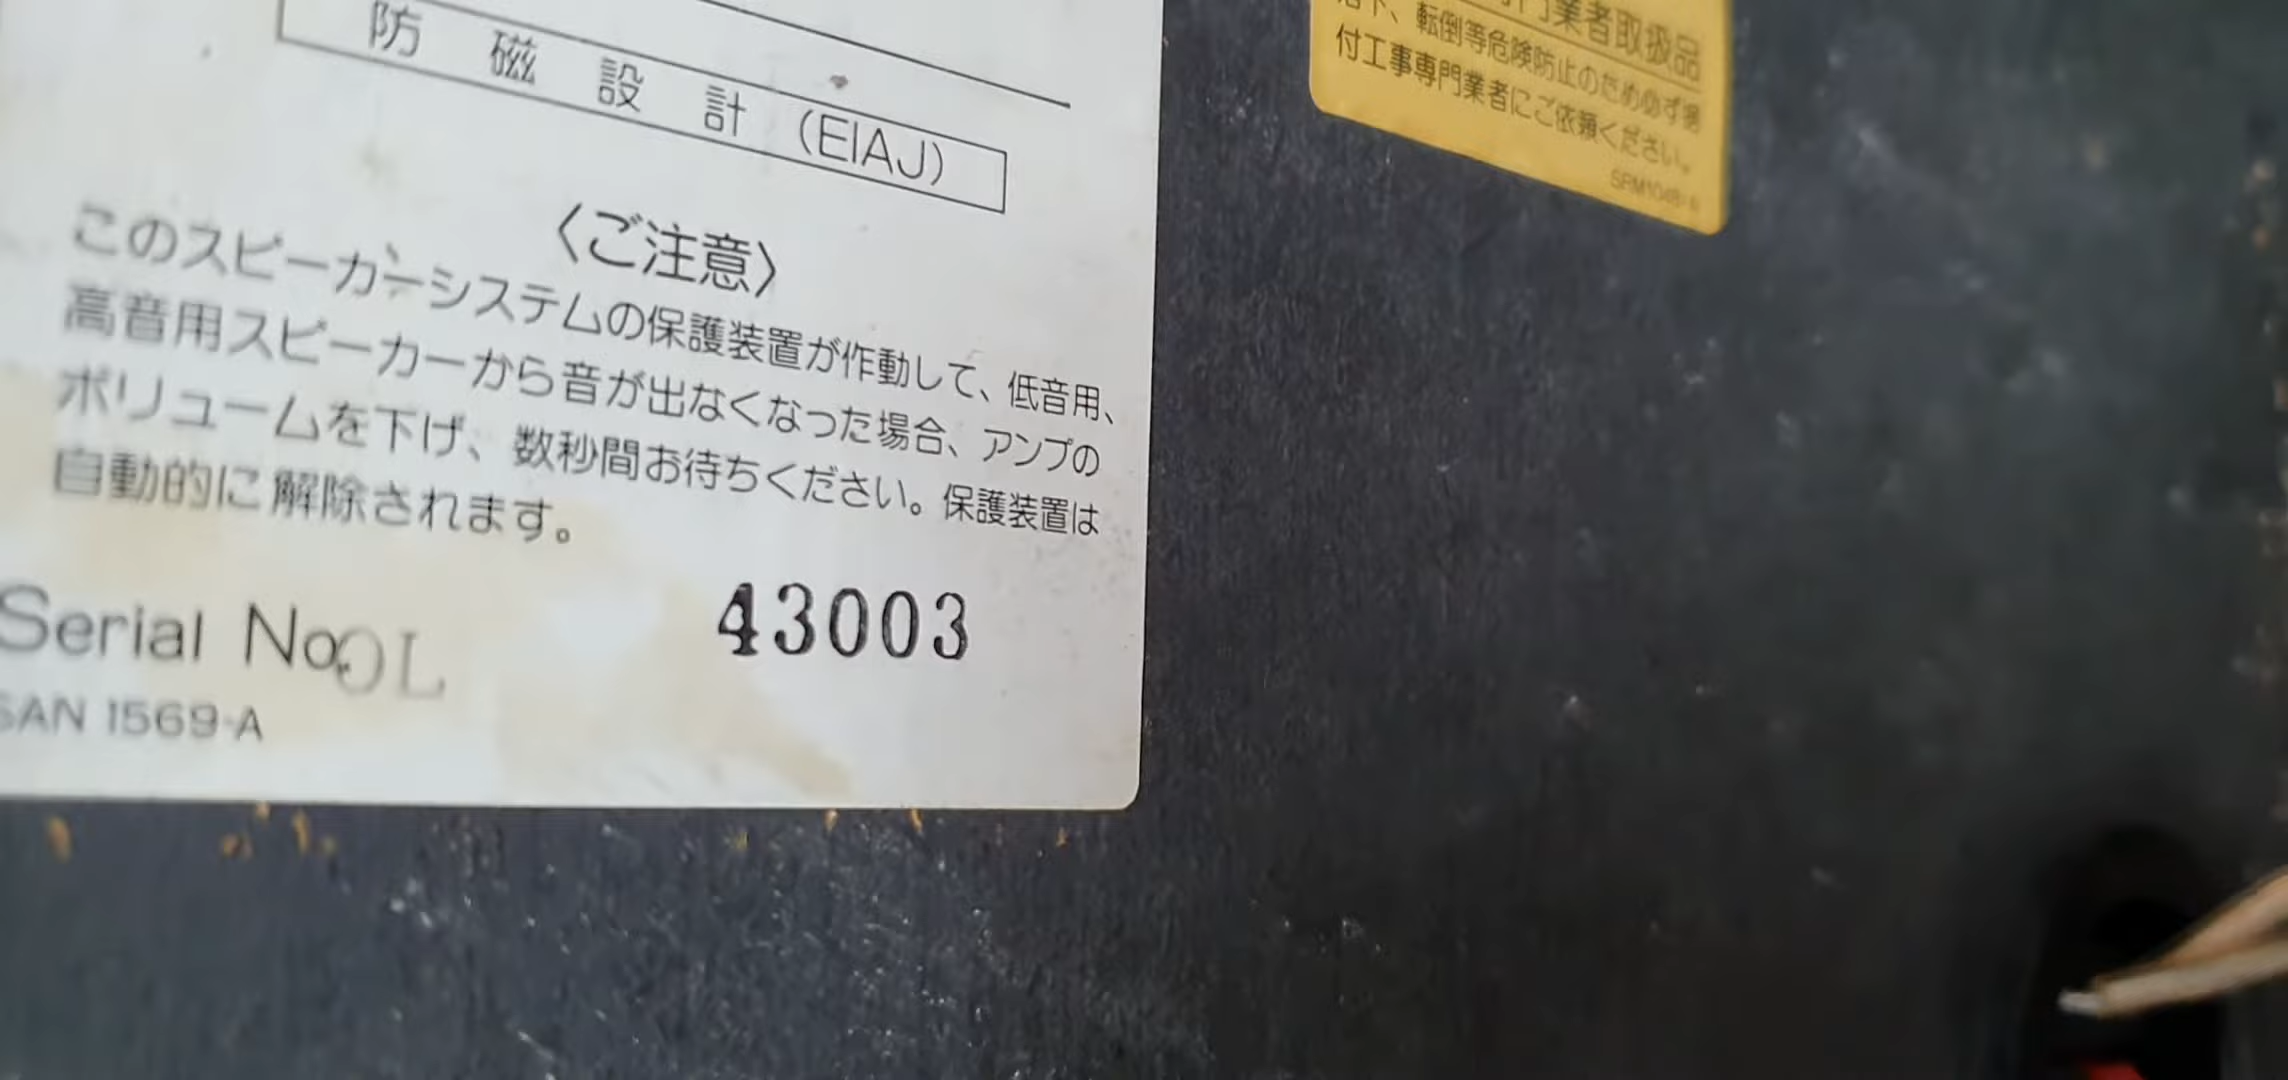 防磁設計(EIAJ)
〈ご注意〉
このスピーカーシステムの保護装置が作動して、低音用、
高音用スピーカーから音が出なくなった場合、アンプの
ボリュームを下げ、数秒間お待ちください。保護装置は
自動的に解除されます。
Serial No. OL 43003
SAN 1569-A
門業者取扱品
転倒等危険防止のため必ず据
付工事専門業者にご依頼ください。